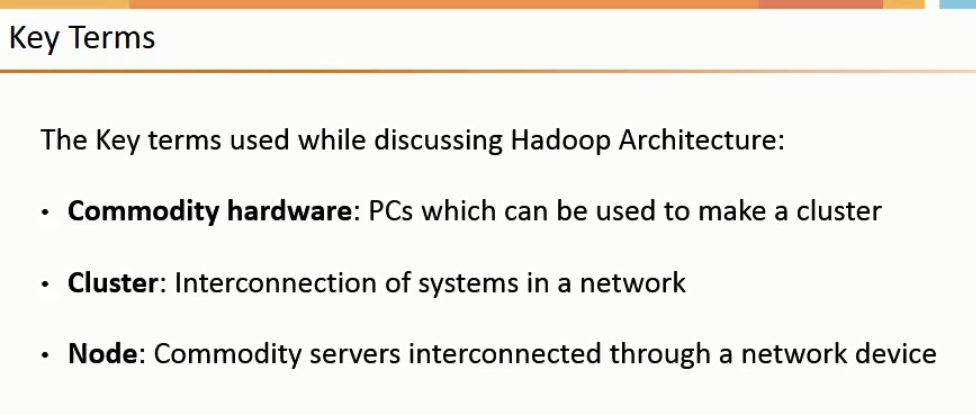 Key Terms
The Key terms used while discussing Hadoop Architecture:
• Commodity hardware: PCs which can be used to make a cluster
• Cluster: Interconnection of systems in a network
• Node: Commodity servers interconnected through a network device